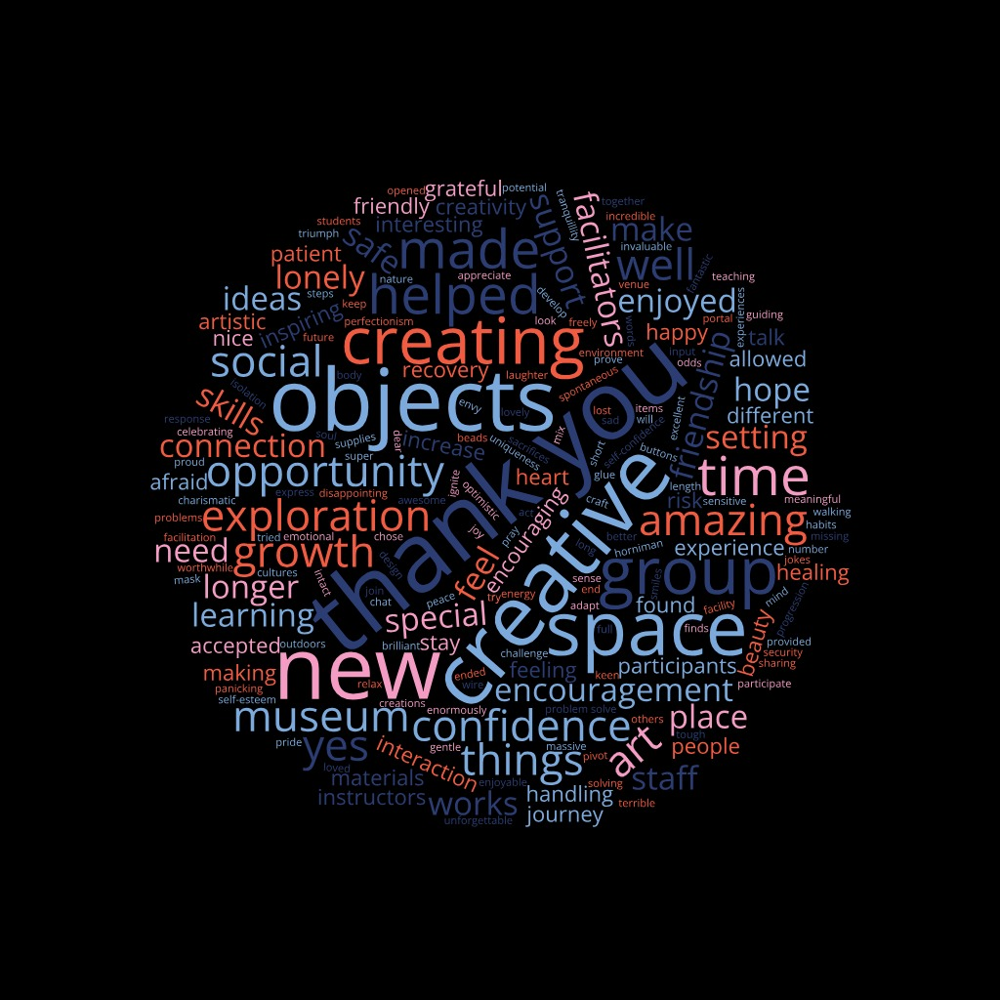 opened
grateful
potential
friendly
creativity
tranquillity
together
students
interesting
support
facilitators
incredible
triumph
safe
made
make
invaluable
patient
well
fantastic
lonely
nature
appreciate
venue
teaching
ideas
steps
keep
helped
develop
enjoyed
experiences
guiding
artistic
inspiring
perfectionism
look
freely
words
happy
portal
talk
nice
future
creating
environment
input
social
recovery
prove
odds
allowed
body
laughter
spontaneous
friendship
isolation
objects
envy
hope
skills
lovely
lost
items
excellent
different
response
sad
will
celebrating
sour
dear
mix
self-confidence
setting
connection
supplies
increase
beads
uniqueness
sacrifices
short
buttons
proud
super
opportunity
thank you
heart
glue
time
afraid
ignite
length
express
disappointing
awesome
optimistic
craft
risk
sensitive
meaningful
charismatic
encouraging
walking
problems
exploration
act
amazing
habits
facilitation
tried
emotional
chose
joy
pray
creative
better
missing
need
growth
long
horniman
experience
number
worthwhile
cultures
design
feel
jokes
mask
intact
sense
group
healing
longer
join
end
smiles
mind
chat
peace
try
energy
adapt
found
facility
progression
learning
special
space
full
finds
beauty
accepted
outdoors
brilliant
stay
challenge
provided
security
making
new
ended
feeling
keen
participants
sharing
panicking
relax
wire
encouragement
participate
self-esteem
creations
enormously
problem solve
museum
confidence
others
place
pride
yes
interaction
gentle
massive
art
tough
people
loved
things
pivot
materials
enjoyable
solving
staff
instructors
works
handling
terrible
unforgettable
journey